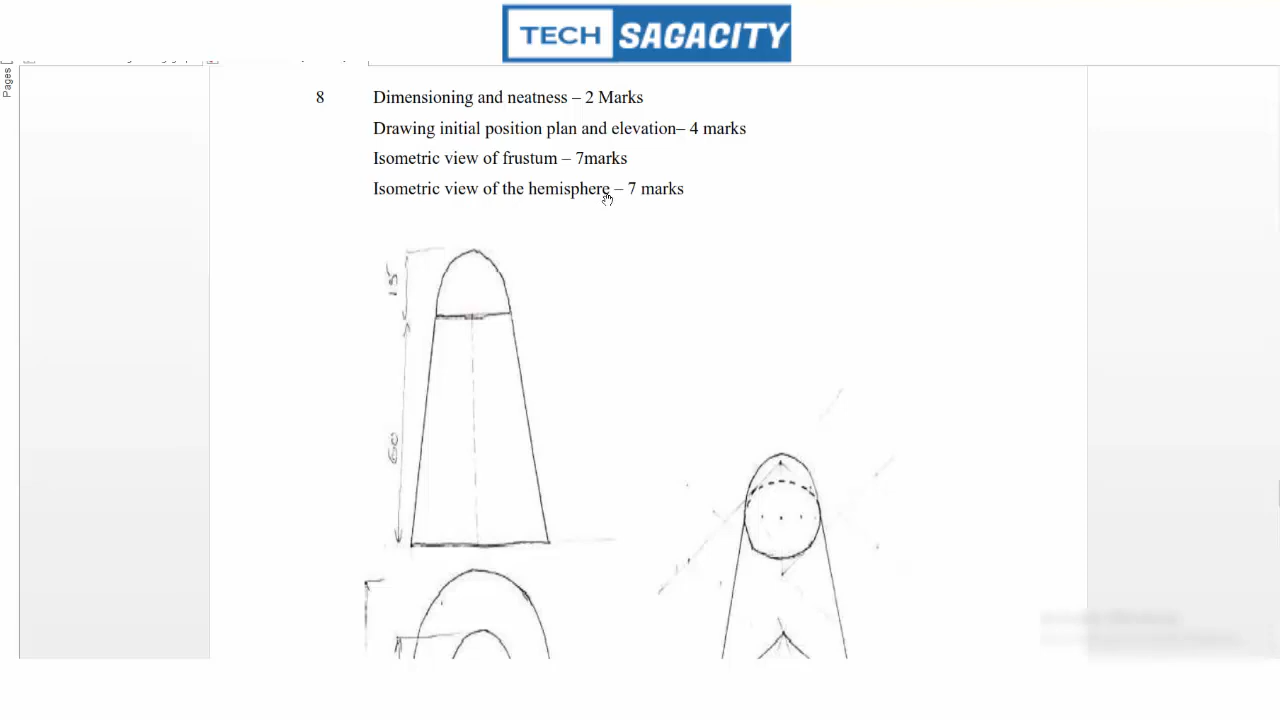 TECH SAGACITY
Pages
8 Dimensioning and neatness – 2 Marks
Drawing initial position plan and elevation– 4 marks
Isometric view of frustum – 7marks
Isometric view of the hemisphere – 7 marks
15
60